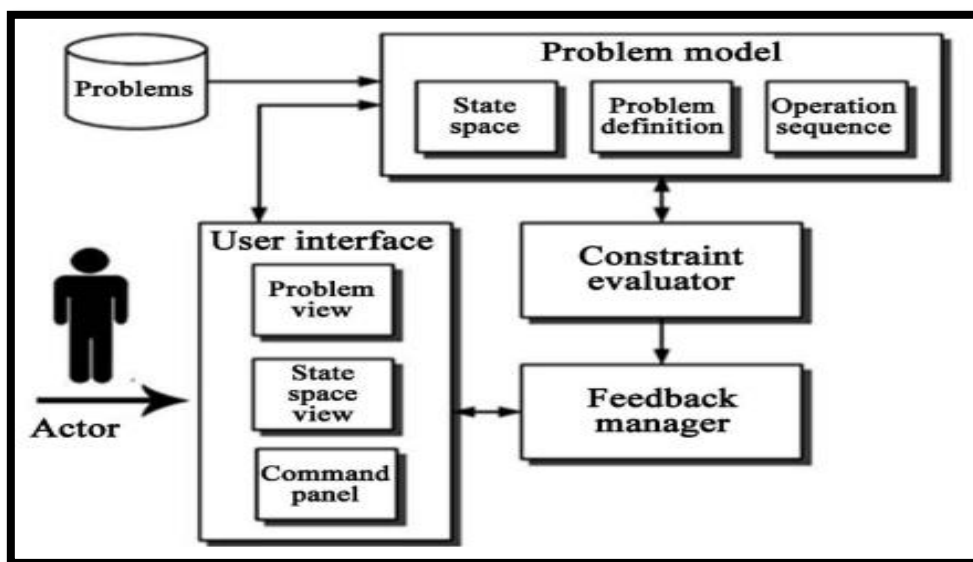 Problems
Problem model
State
space
Problem
definition
Operation
sequence
User interface
Problem
view
State
space
view
Command
panel
Constraint
evaluator
Feedback
manager
Actor